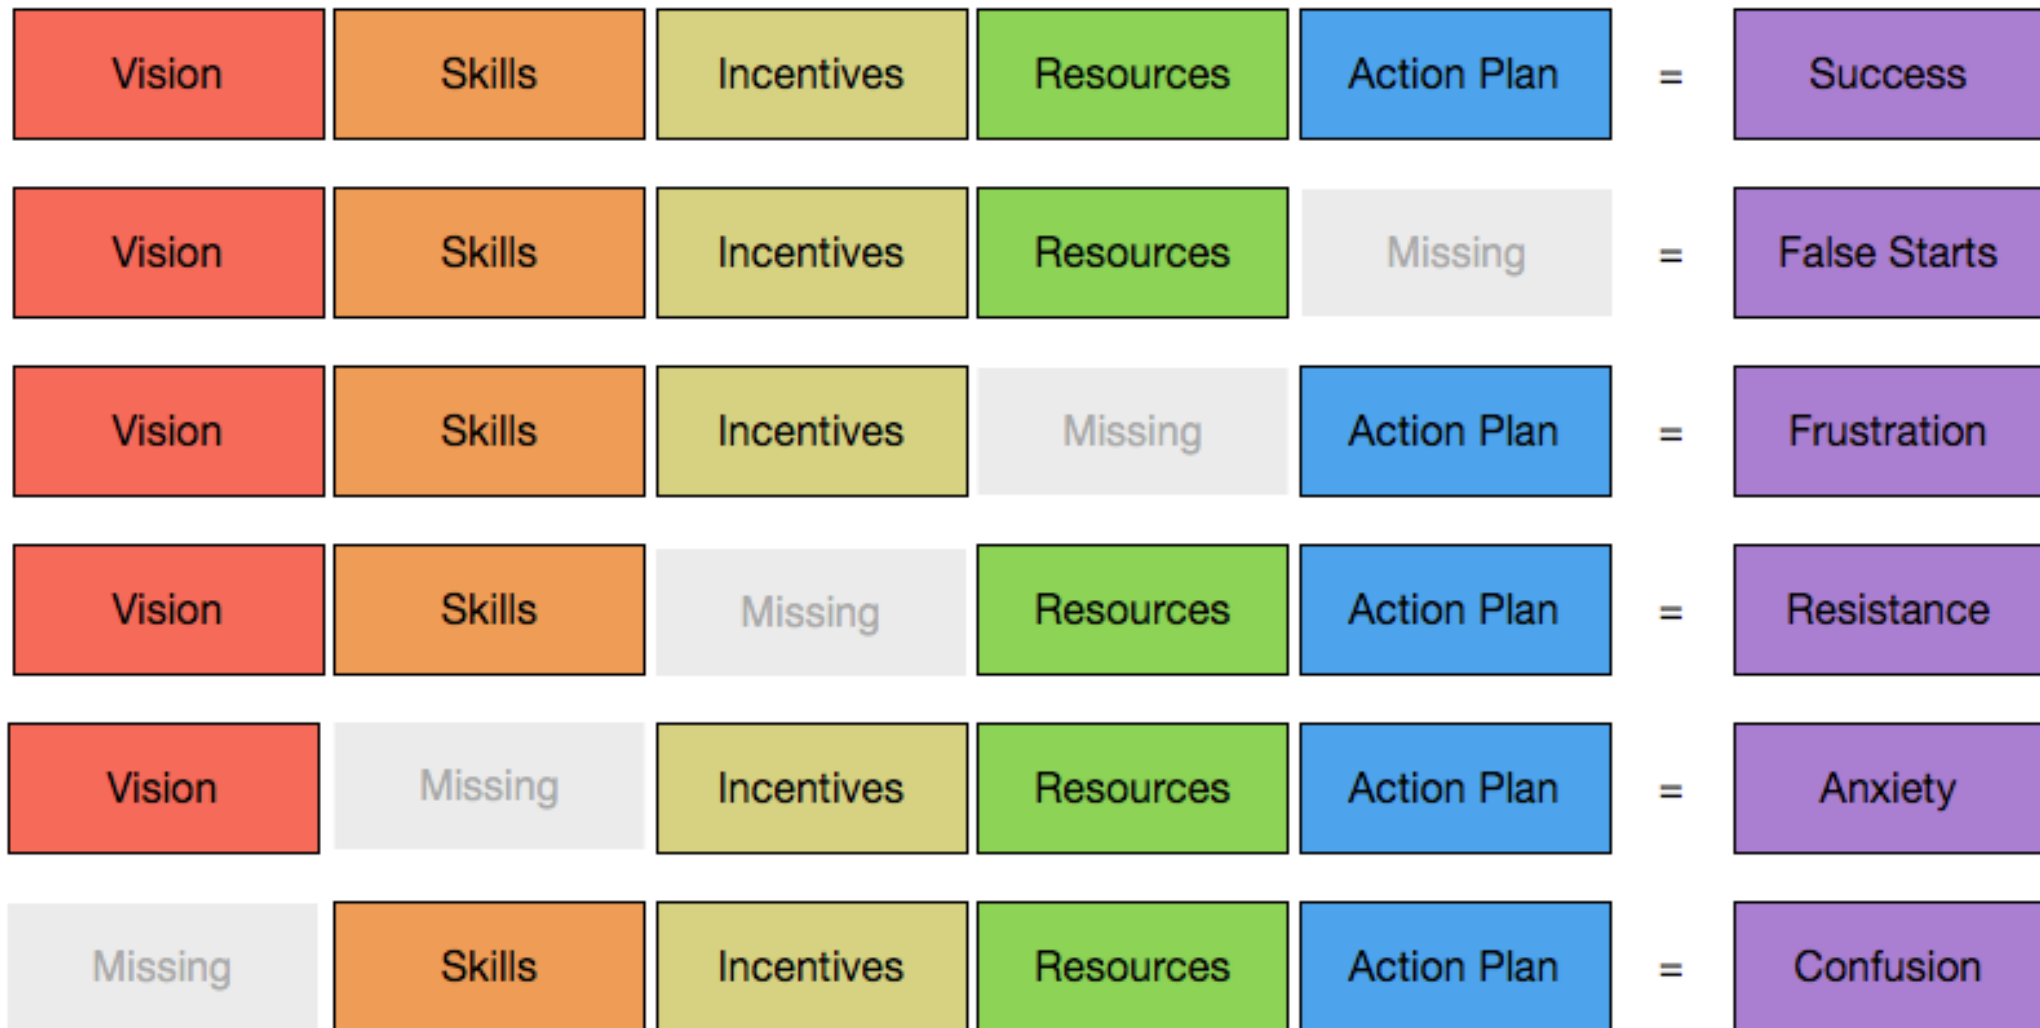 Vision Skills Incentives Resources Action Plan = Success
Vision Skills Incentives Resources Missing = False Starts
Vision Skills Incentives Missing Action Plan = Frustration
Vision Skills Missing Resources Action Plan = Resistance
Vision Missing Incentives Resources Action Plan = Anxiety
Missing Skills Incentives Resources Action Plan = Confusion